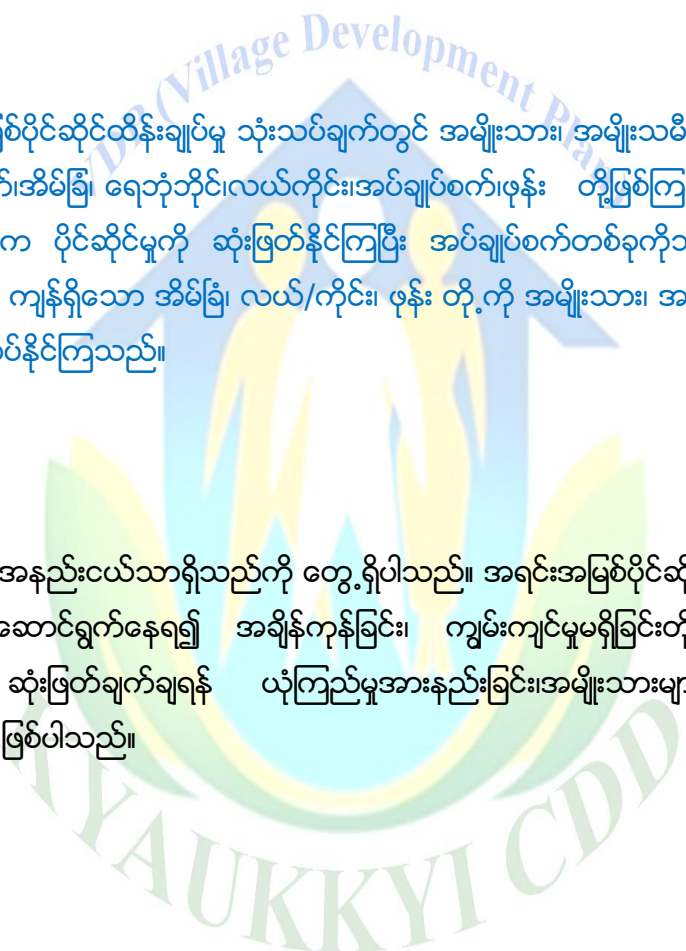 VDP (Village Development Plan)
မြစ်ပိုင်ဆိုင်ထိန်းချုပ်မှု သုံးသပ်ချက်တွင် အမျိုးသား၊ အမျိုးသမီ
က်၊အိမ်ခြံ၊ ရေဘုံဘိုင်၊လယ်ကိုင်း၊အပ်ချုပ်စက်၊ဖုန်း တို့ဖြစ်ကြ
က ပိုင်ဆိုင်မှုကို ဆုံးဖြတ်နိုင်ကြပြီး အပ်ချုပ်စက်တစ်ခုကိုသ
ကျန်ရှိသော အိမ်ခြံ၊ လယ်/ကိုင်း၊ ဖုန်း တို့ကို အမျိုးသား၊ အ
ပ်နိုင်ကြသည်။
အနည်းငယ်သာရှိသည်ကို တွေ့ရှိပါသည်။ အရင်းအမြစ်ပိုင်ဆို
ဆောင်ရွက်နေရ၍ အချိန်ကုန်ခြင်း၊ ကျွမ်းကျင်မှုမရှိခြင်းတို
ဆုံးဖြတ်ချက်ချရန် ယုံကြည်မှုအားနည်းခြင်း၊အမျိုးသားမျာ
ဖြစ်ပါသည်။
KYAUKKYI CDD